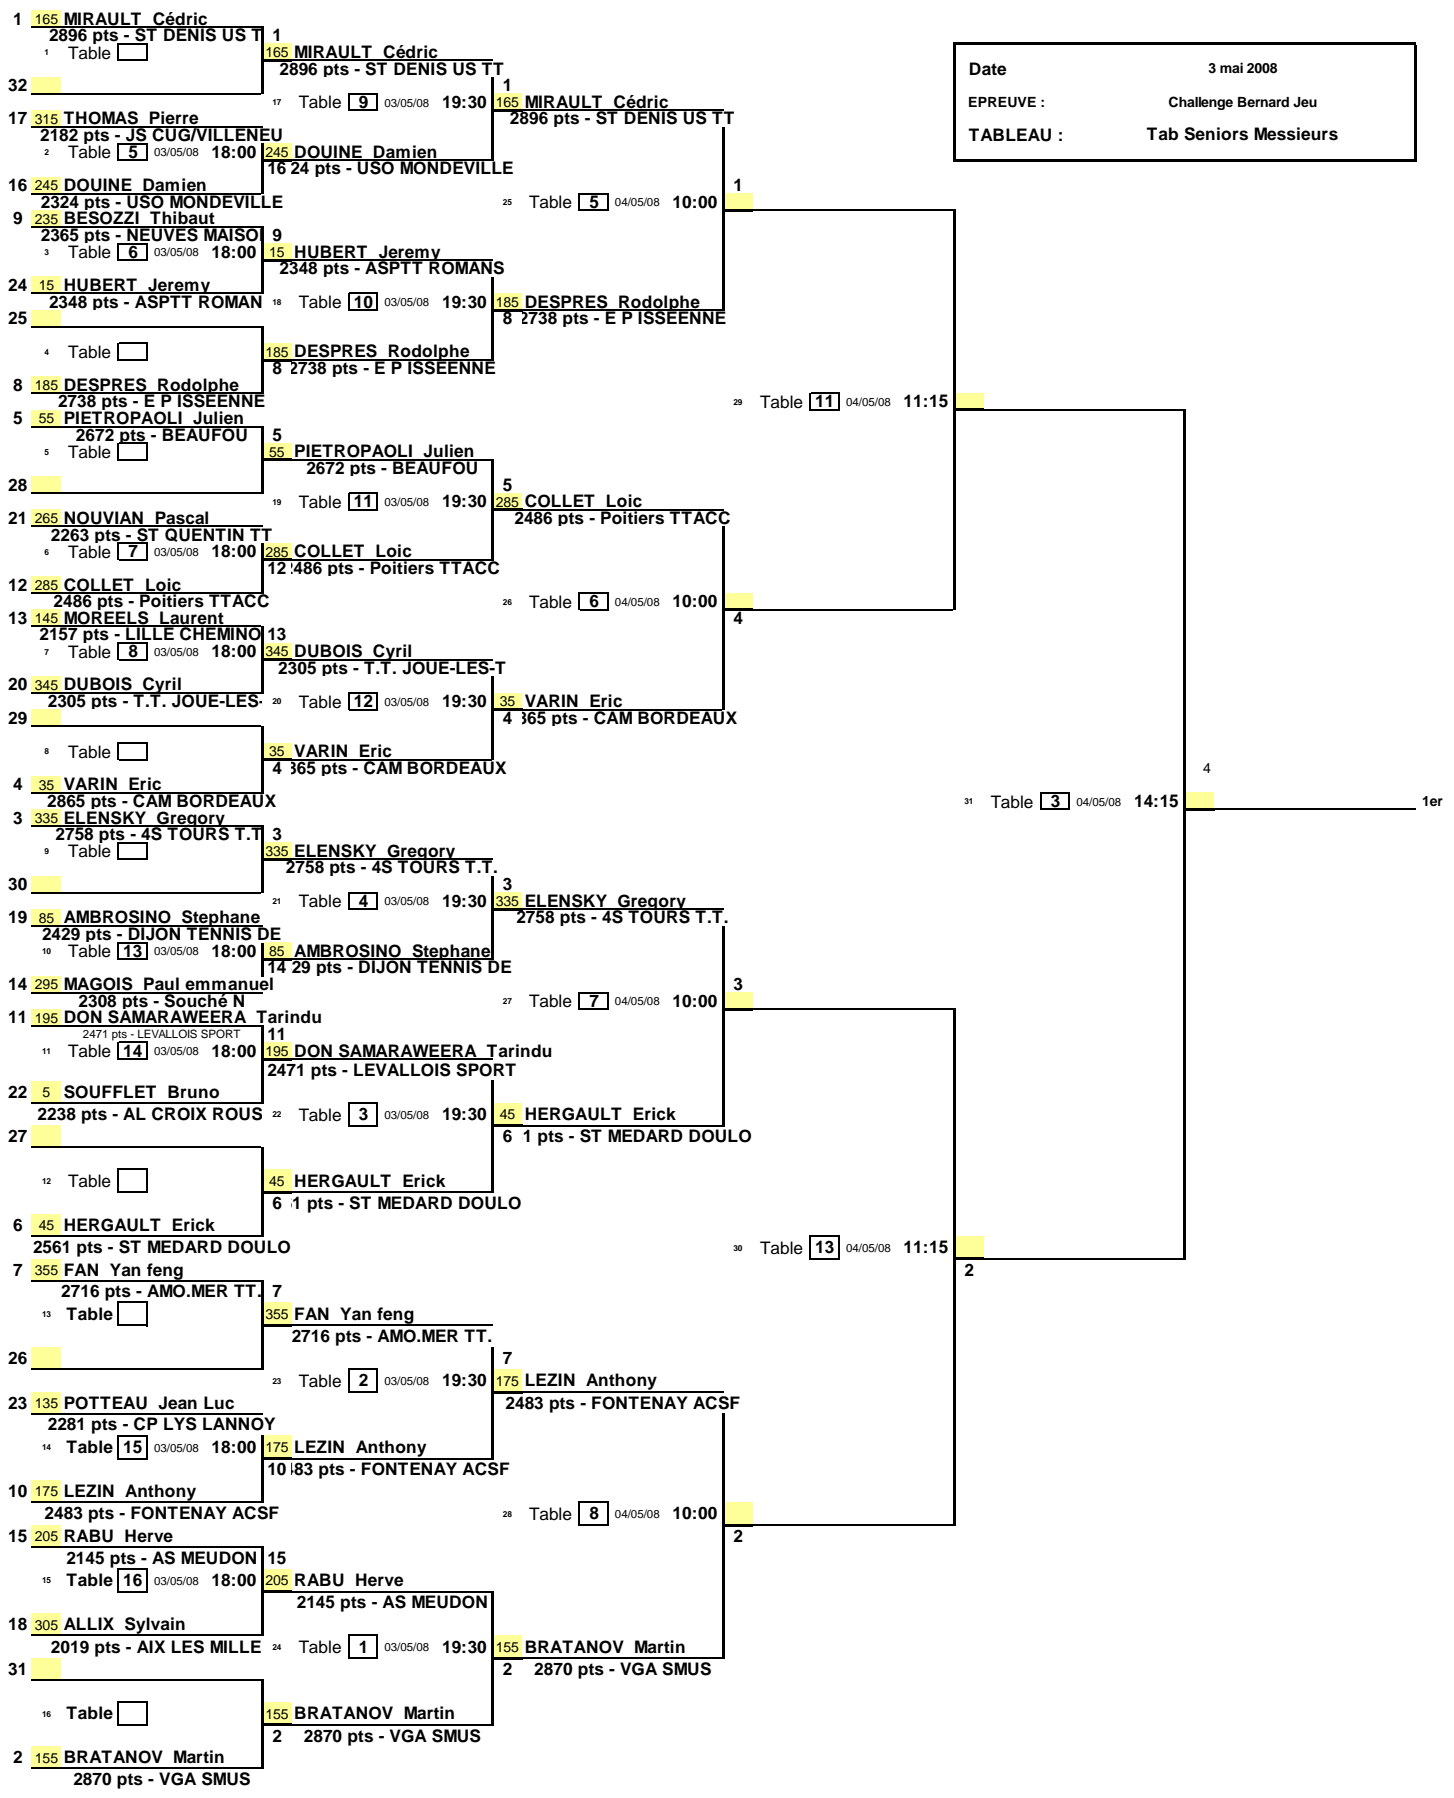 Date 3 mai 2008
EPREUVE : Challenge Bernard Jeu
TABLEAU : Tab Seniors Messieurs
1 165 MIRAULT Cédric
2896 pts - ST DENIS US T
1 Table
32
17 315 THOMAS Pierre
2182 pts - JS CUG/VILLENEU
2 Table 5 03/05/08 18:00
16 245 DOUINE Damien
2324 pts - USO MONDEVILLE
9 235 BESOZZI Thibaut
2365 pts - NEUVES MAISO
3 Table 6 03/05/08 18:00
24 15 HUBERT Jeremy
2348 pts - ASPTT ROMAN
25
4 Table
8 185 DESPRES Rodolphe
2738 pts - E P ISSEENNE
5 55 PIETROPAOLI Julien
2672 pts - BEAUFOU
5 Table
28
21 265 NOUVIAN Pascal
2263 pts - ST QUENTIN TT
6 Table 7 03/05/08 18:00
12 285 COLLET Loic
2486 pts - Poitiers TTACC
13 145 MOREELS Laurent
2157 pts - LILLE CHEMINO
7 Table 8 03/05/08 18:00
20 345 DUBOIS Cyril
2305 pts - T.T. JOUE-LES-
29
8 Table
4 35 VARIN Eric
2865 pts - CAM BORDEAUX
3 335 ELENSKY Gregory
2758 pts - 4S TOURS T.T
9 Table
30
19 85 AMBROSINO Stephane
2429 pts - DIJON TENNIS DE
10 Table 13 03/05/08 18:00
14 295 MAGOIS Paul emmanuel
2308 pts - Souché N
11 195 DON SAMARAWEERA Tarindu
2471 pts - LEVALLOIS SPORT
11 Table 14 03/05/08 18:00
22 5 SOUFFLET Bruno
2238 pts - AL CROIX ROUS
27
12 Table
6 45 HERGAULT Erick
2561 pts - ST MEDARD DOULO
7 355 FAN Yan feng
2716 pts - AMO.MER TT.
13 Table
26
23 135 POTTEAU Jean Luc
2281 pts - CP LYS LANNOY
14 Table 15 03/05/08 18:00
10 175 LEZIN Anthony
2483 pts - FONTENAY ACSF
15 205 RABU Herve
2145 pts - AS MEUDON
15 Table 16 03/05/08 18:00
18 305 ALLIX Sylvain
2019 pts - AIX LES MILLE
31
16 Table
2 155 BRATANOV Martin
2870 pts - VGA SMUS
1
165 MIRAULT Cédric
2896 pts - ST DENIS US TT
17 Table 9 03/05/08 19:30
245 DOUINE Damien
16 24 pts - USO MONDEVILLE
9
15 HUBERT Jeremy
2348 pts - ASPTT ROMANS
18 Table 10 03/05/08 19:30
185 DESPRES Rodolphe
8 2738 pts - E P ISSEENNE
5
55 PIETROPAOLI Julien
2672 pts - BEAUFOU
19 Table 11 03/05/08 19:30
285 COLLET Loic
12 486 pts - Poitiers TTACC
13
345 DUBOIS Cyril
2305 pts - T.T. JOUE-LES-T
20 Table 12 03/05/08 19:30
35 VARIN Eric
4 365 pts - CAM BORDEAUX
3
335 ELENSKY Gregory
2758 pts - 4S TOURS T.T.
21 Table 4 03/05/08 19:30
85 AMBROSINO Stephane
14 29 pts - DIJON TENNIS DE
11
195 DON SAMARAWEERA Tarindu
2471 pts - LEVALLOIS SPORT
22 Table 3 03/05/08 19:30
45 HERGAULT Erick
6 1 pts - ST MEDARD DOULO
7
355 FAN Yan feng
2716 pts - AMO.MER TT.
23 Table 2 03/05/08 19:30
175 LEZIN Anthony
10 483 pts - FONTENAY ACSF
15
205 RABU Herve
2145 pts - AS MEUDON
24 Table 1 03/05/08 19:30
155 BRATANOV Martin
2 2870 pts - VGA SMUS
1
165 MIRAULT Cédric
2896 pts - ST DENIS US TT
25 Table 5 04/05/08 10:00
185 DESPRES Rodolphe
8 2738 pts - E P ISSEENNE
5
285 COLLET Loic
2486 pts - Poitiers TTACC
26 Table 6 04/05/08 10:00
35 VARIN Eric
4 365 pts - CAM BORDEAUX
3
335 ELENSKY Gregory
2758 pts - 4S TOURS T.T.
27 Table 7 04/05/08 10:00
45 HERGAULT Erick
6 1 pts - ST MEDARD DOULO
7
175 LEZIN Anthony
2483 pts - FONTENAY ACSF
28 Table 8 04/05/08 10:00
155 BRATANOV Martin
2 2870 pts - VGA SMUS
1
29 Table 11 04/05/08 11:15
4
3
30 Table 13 04/05/08 11:15
2
2
4
31 Table 3 04/05/08 14:15
1er